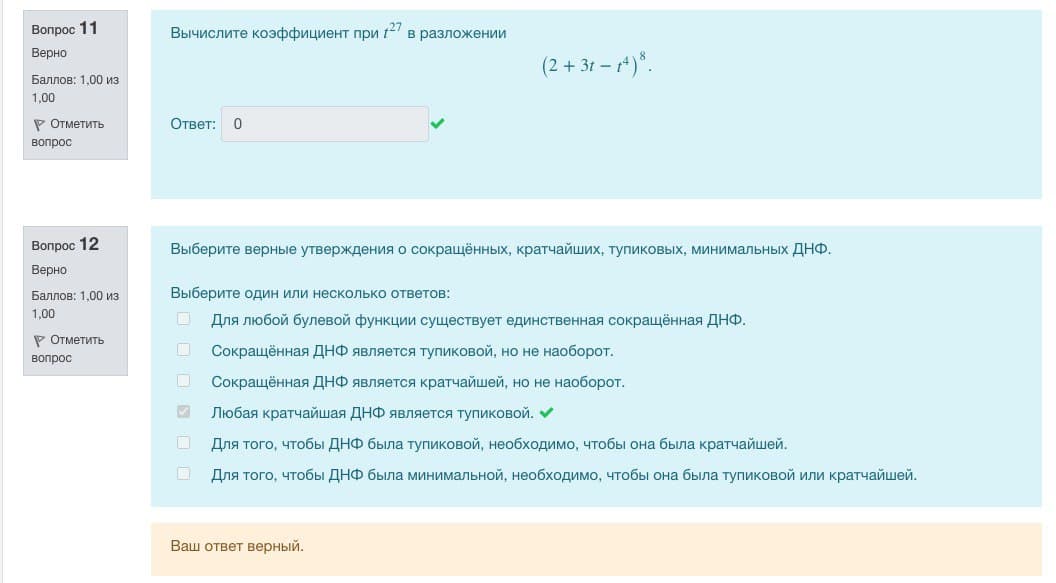 Вопрос 11
Верно
Баллов: 1,00 из
1,00
Отметить
вопрос
Вычислите коэффициент при t^27 в разложении
(2 + 3t − t^4)^8.
Ответ: 0
Вопрос 12
Верно
Баллов: 1,00 из
1,00
Отметить
вопрос
Выберите верные утверждения о сокращённых, кратчайших, тупиковых, минимальных ДНФ.
Выберите один или несколько ответов:
Для любой булевой функции существует единственная сокращённая ДНФ.
Сокращённая ДНФ является тупиковой, но не наоборот.
Сокращённая ДНФ является кратчайшей, но не наоборот.
Любая кратчайшая ДНФ является тупиковой.
Для того, чтобы ДНФ была тупиковой, необходимо, чтобы она была кратчайшей.
Для того, чтобы ДНФ была минимальной, необходимо, чтобы она была тупиковой или кратчайшей.
Ваш ответ верный.